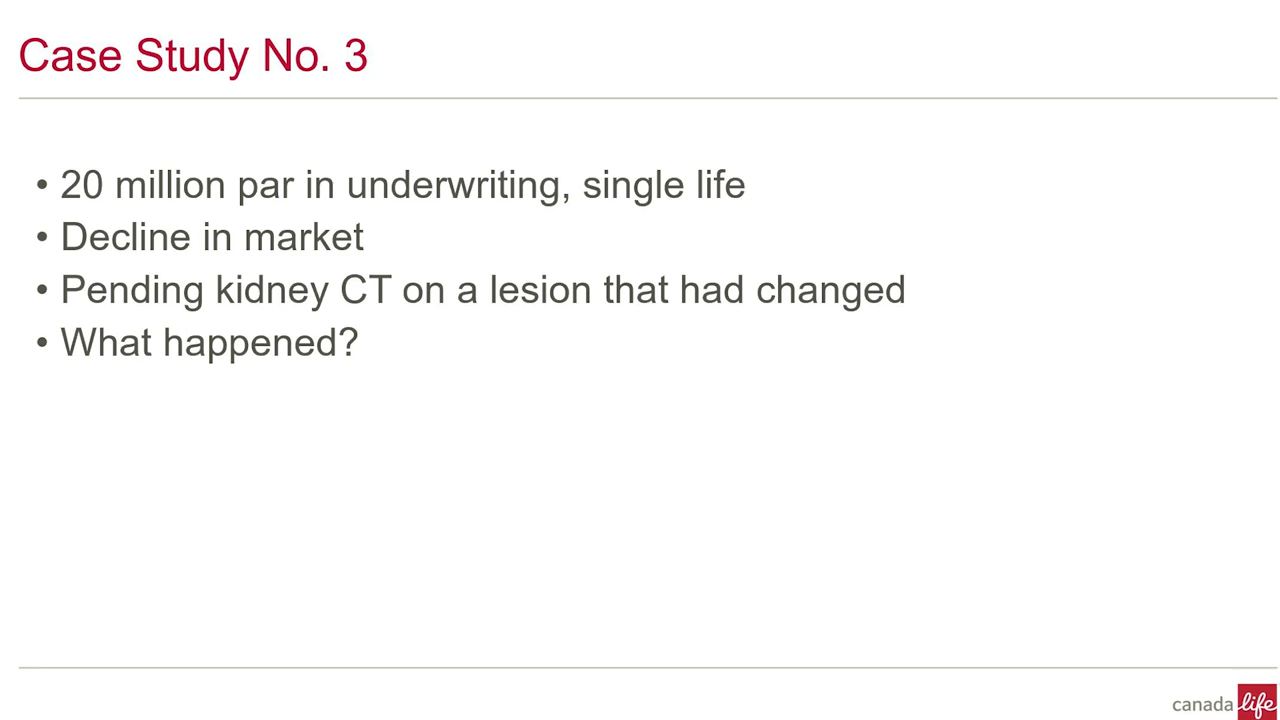 Case Study No. 3
• 20 million par in underwriting, single life
• Decline in market
• Pending kidney CT on a lesion that had changed
• What happened?
canada life